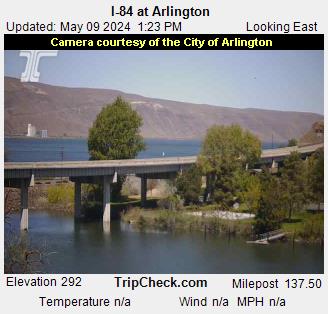 I-84 at Arlington
Updated: May 09 2024 1:23 PM Looking East
Camera courtesy of the City of Arlington
Elevation 292 TripCheck.com Milepost 137.50
Temperature n/a Wind n/a MPH n/a